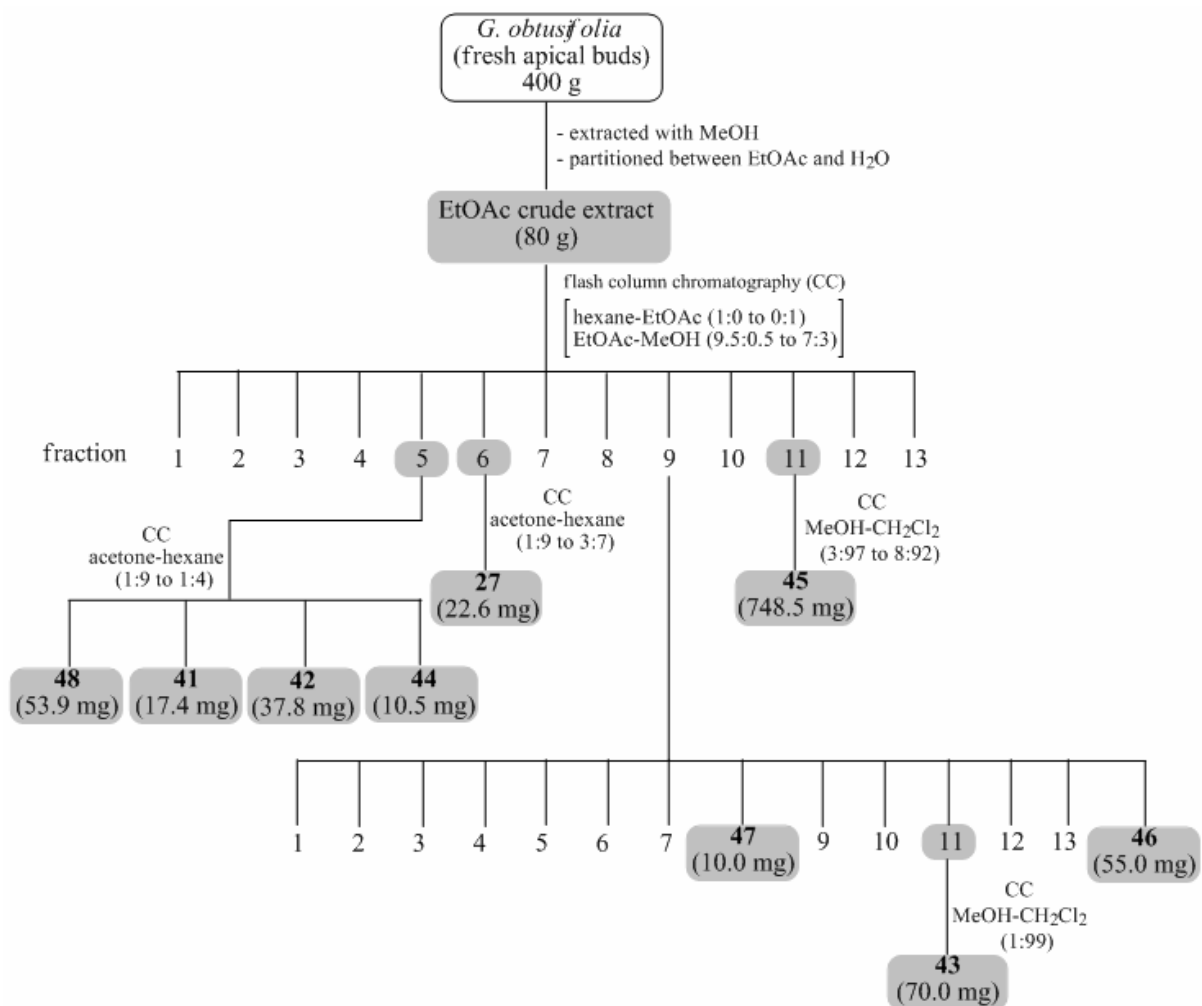 G. obtusifolia
(fresh apical buds)
400 g
- extracted with MeOH
- partitioned between EtOAc and H2O
EtOAc crude extract
(80 g)
flash column chromatography (CC)
hexane-EtOAc (1:0 to 0:1)
EtOAc-MeOH (9.5:0.5 to 7:3)
fraction 1 2 3 4 5 6 7 8 9 10 11 12 13
CC
acetone-hexane
(1:9 to 1:4)
CC
acetone-hexane
(1:9 to 3:7)
CC
MeOH-CH2Cl2
(3:97 to 8:92)
27
(22.6 mg)
45
(748.5 mg)
48
(53.9 mg)
41
(17.4 mg)
42
(37.8 mg)
44
(10.5 mg)
1 2 3 4 5 6 7 47 9 10 11 12 13 46
(10.0 mg)
(55.0 mg)
CC
MeOH-CH2Cl2
(1:99)
43
(70.0 mg)